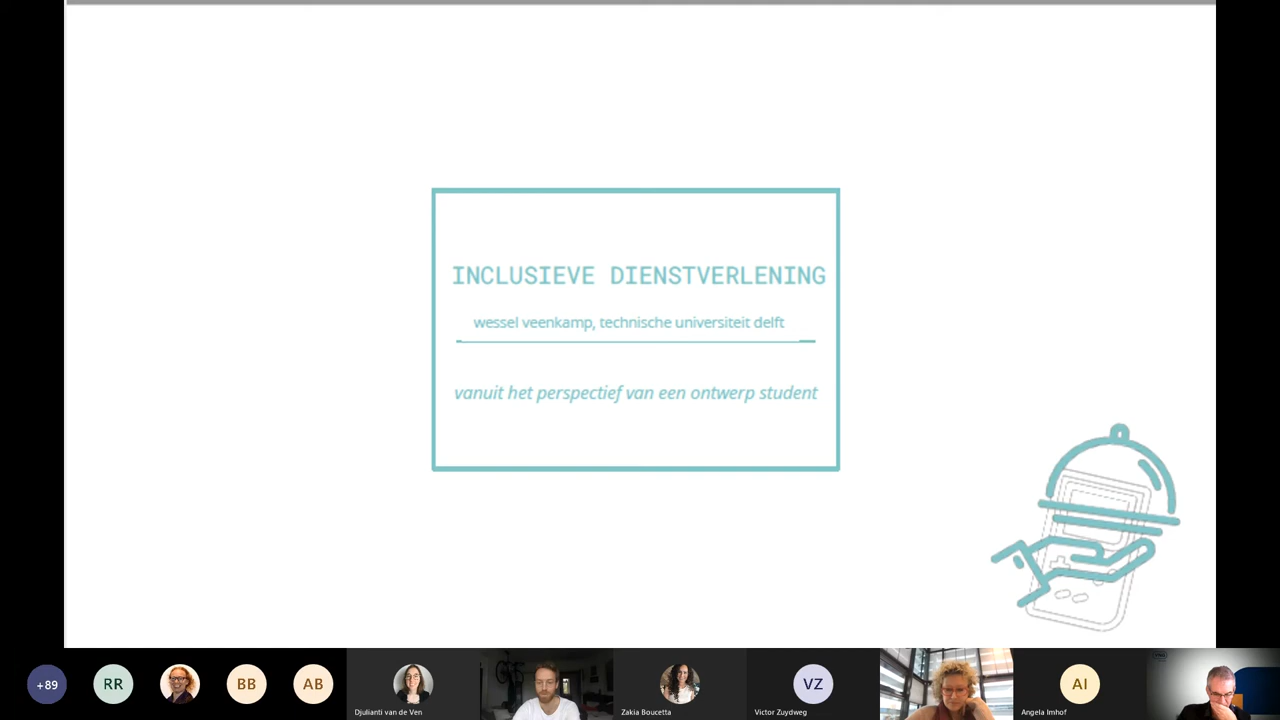 INCLUSIEVE DIENSTVERLENING
wessel veenkamp, technische universiteit delft
vanuit het perspectief van een ontwerp student
+89
RR
BB
AB
VZ
AI
Djulianti van de Ven
Zakia Boucetta
Victor Zuydweg
Angela Imhof